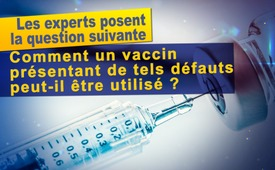 Les experts posent
la question suivante
Comment un vaccin
présentant de tels défauts
peut-il être utilisé ?